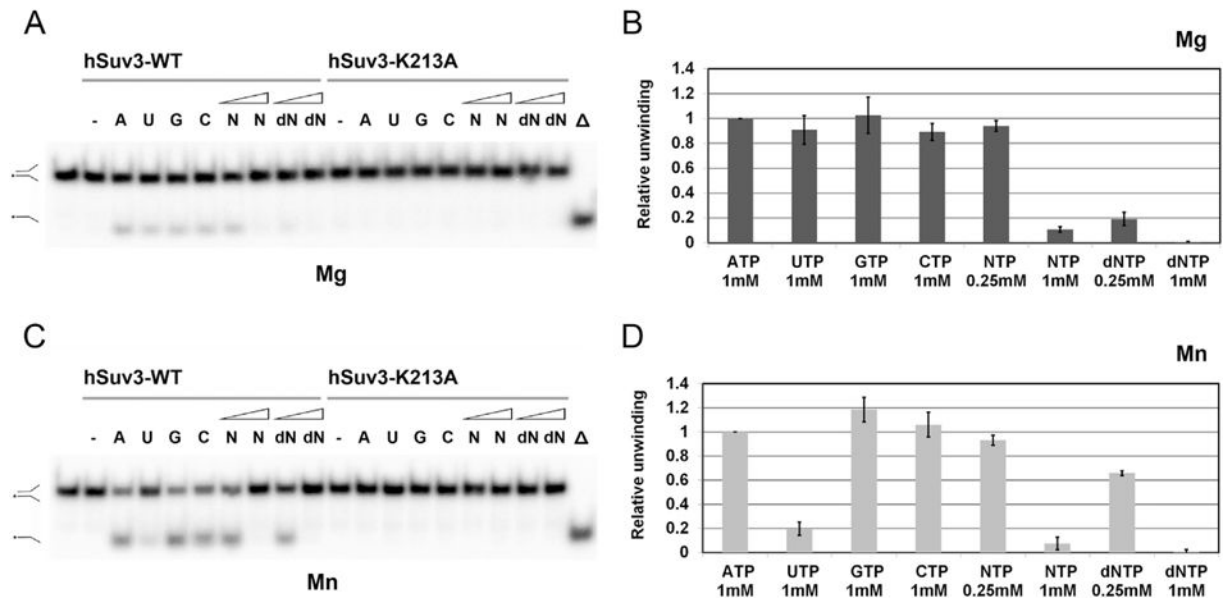 A
hSuv3-WT hSuv3-K213A
- A U G C N N dN dN - A U G C N N dN dN Δ
Mg
B
Mg
Relative unwinding
1.4
1.2
1
0.8
0.6
0.4
0.2
0
ATP UTP GTP CTP NTP NTP dNTP dNTP
1mM 1mM 1mM 1mM 0.25mM 1mM 0.25mM 1mM
C
hSuv3-WT hSuv3-K213A
- A U G C N N dN dN - A U G C N N dN dN Δ
Mn
D
Mn
Relative unwinding
1.4
1.2
1
0.8
0.6
0.4
0.2
0
ATP UTP GTP CTP NTP NTP dNTP dNTP
1mM 1mM 1mM 1mM 0.25mM 1mM 0.25mM 1mM